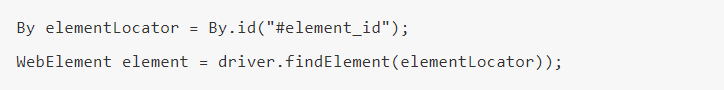 By elementLocator = By.id("#element_id");
WebElement element = driver.findElement(elementLocator));